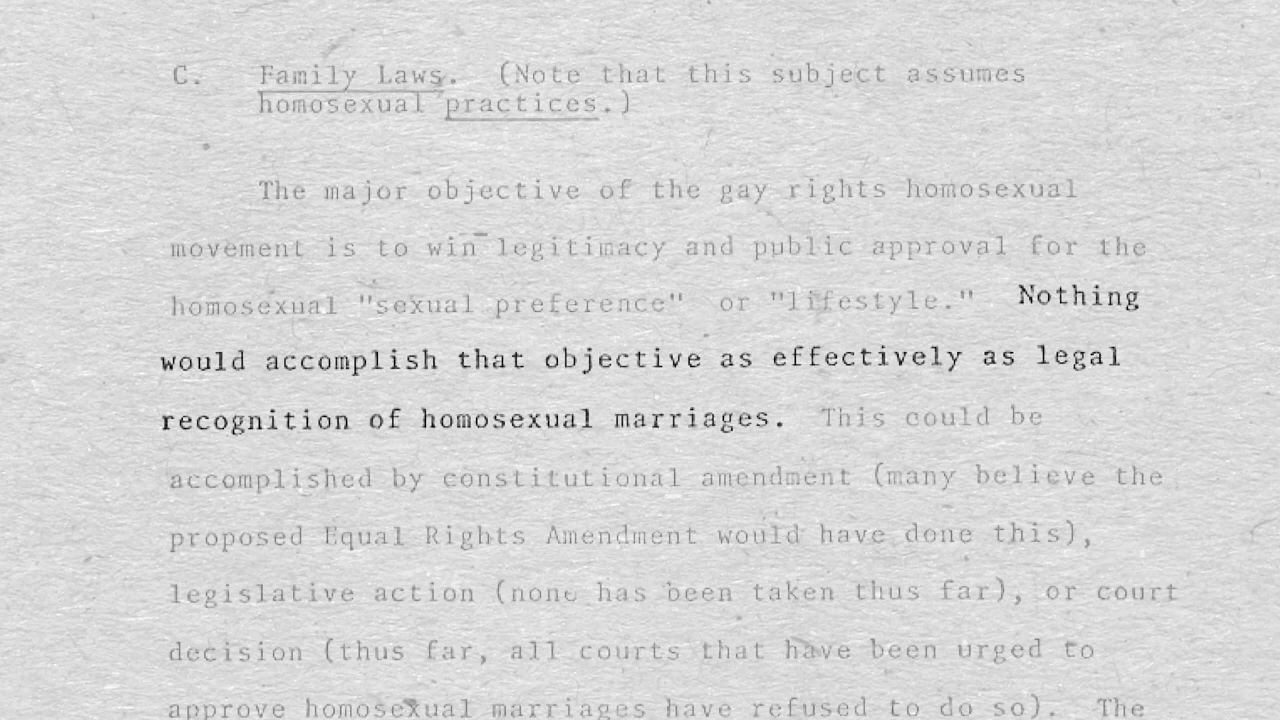 C. Family Laws. (Note that this subject assumes
homosexual practices.)
The major objective of the gay rights homosexual
movement is to win legitimacy and public approval for the
homosexual "sexual preference" or "lifestyle." Nothing
would accomplish that objective as effectively as legal
recognition of homosexual marriages. This could be
accomplished by constitutional amendment (many believe the
proposed Equal Rights Amendment would have done this),
legislative action (none has been taken thus far), or court
decision (thus far, all courts that have been urged to
approve homosexual marriages have refused to do so). The